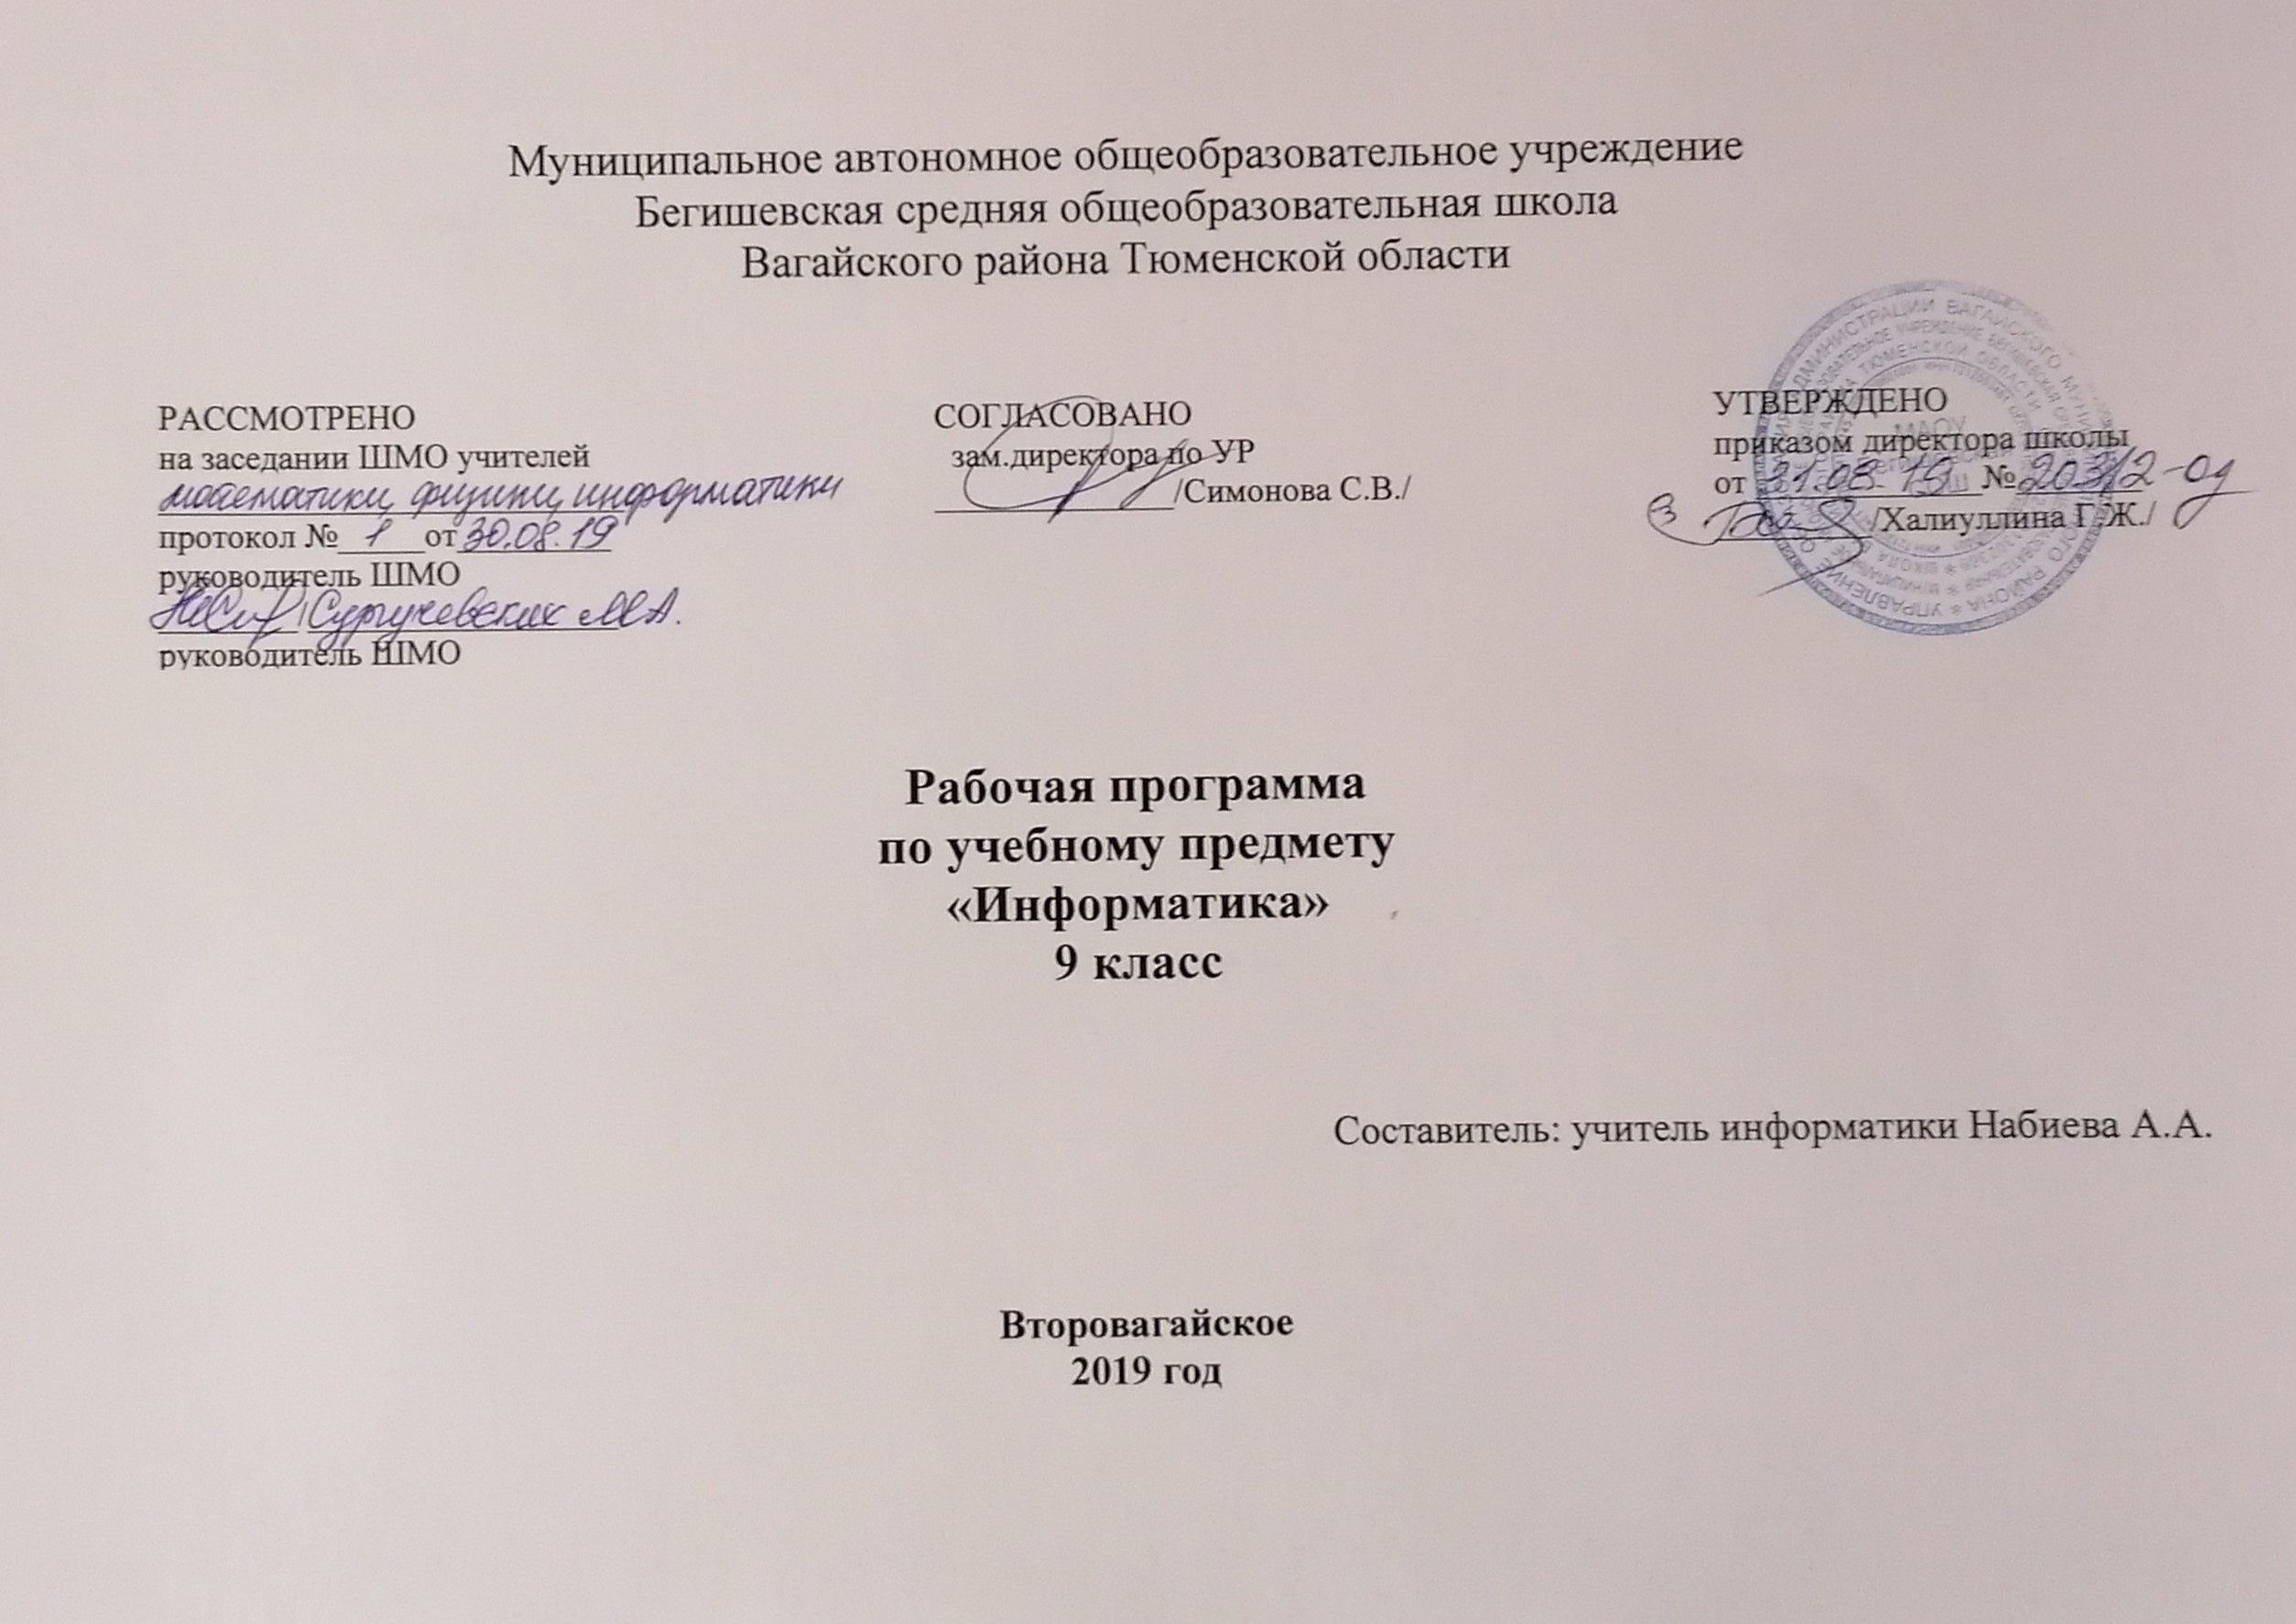 Муниципальное автономное общеобразовательное учреждение
Бегишевская средняя общеобразовательная школа
Вагайского района Тюменской области
РАССМОТРЕНО
на заседании ШМО учителей
математики, физики, информатики
протокол № 1 от 30.08.19
руководитель ШМО
Сургучевских М.А.
руководитель ШМО
СОГЛАСОВАНО
зам.директора по УР
/Симонова С.В./
УТВЕРЖДЕНО
приказом директора школы
от 31.08.19 № 203/2-од
/Халиуллина Г.Ж./
Рабочая программа
по учебному предмету
«Информатика»
9 класс
Составитель: учитель информатики Набиева А.А.
Второвагайское
2019 год